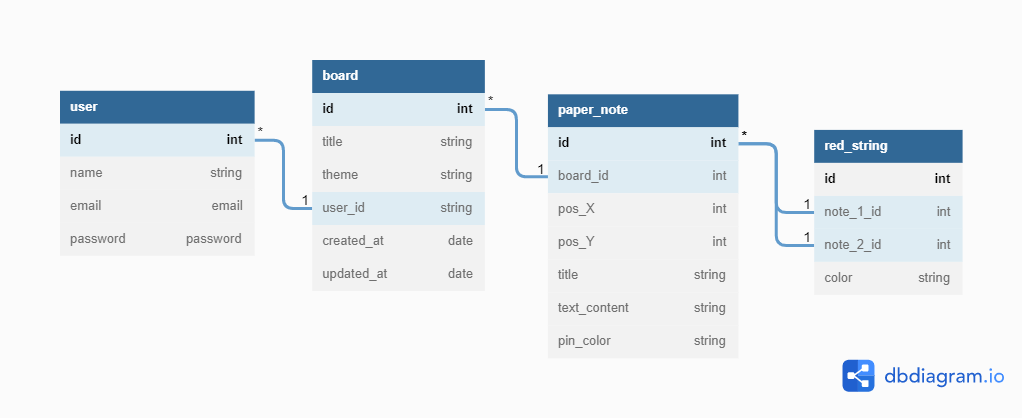 user
id int
name string
email email
password password
*
1
board
id int
title string
theme string
user_id string
created_at date
updated_at date
*
1
paper_note
id int
board_id int
pos_X int
pos_Y int
title string
text_content string
pin_color string
*
1
1
red_string
id int
note_1_id int
note_2_id int
color string
dbdiagram.io